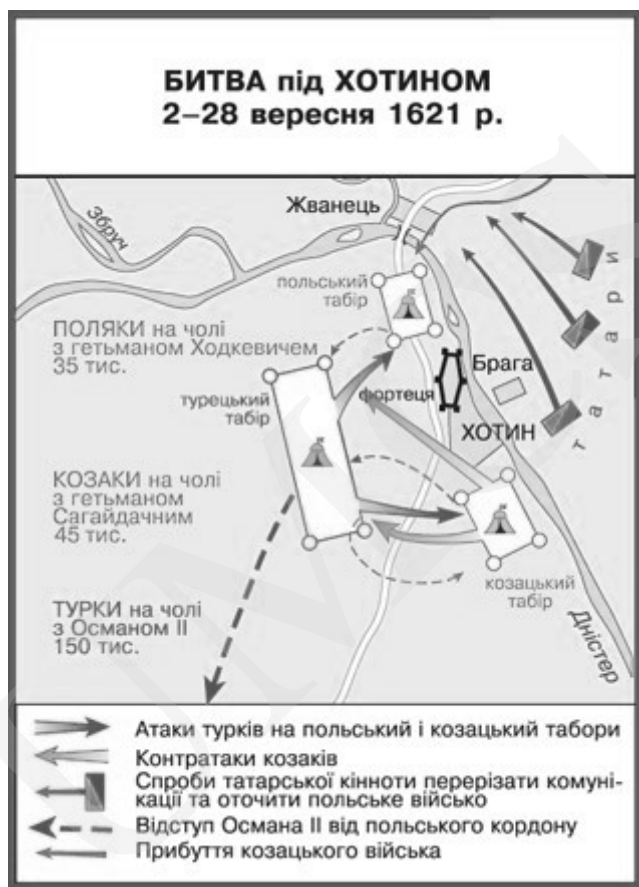 БИТВА під ХОТИНОМ
2–28 вересня 1621 р.
Збруч
Жванець
польський
табір
татари
ПОЛЯКИ на чолі
з гетьманом Ходкевичем
35 тис.
турецький
табір
фортеця
Брага
ХОТИН
КОЗАКИ на чолі
з гетьманом
Сагайдачним
45 тис.
козацький
табір
Дністер
ТУРКИ на чолі
з Османом II
150 тис.
Атаки турків на польський і козацький табори
Контратаки козаків
Спроби татарської кінноти перерізати комуні-
кації та оточити польське військо
Відступ Османа II від польського кордону
Прибуття козацького війська